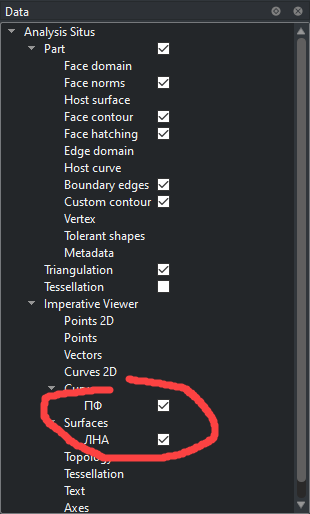 Data
Analysis Situs
Part
Face domain
Face norms
Host surface
Face contour
Face hatching
Edge domain
Host curve
Boundary edges
Custom contour
Vertex
Tolerant shapes
Metadata
Triangulation
Tessellation
Imperative Viewer
Points 2D
Points
Vectors
Curves 2D
ПФ
Surfaces
ЛНА
Topology
Tessellation
Text
Axes